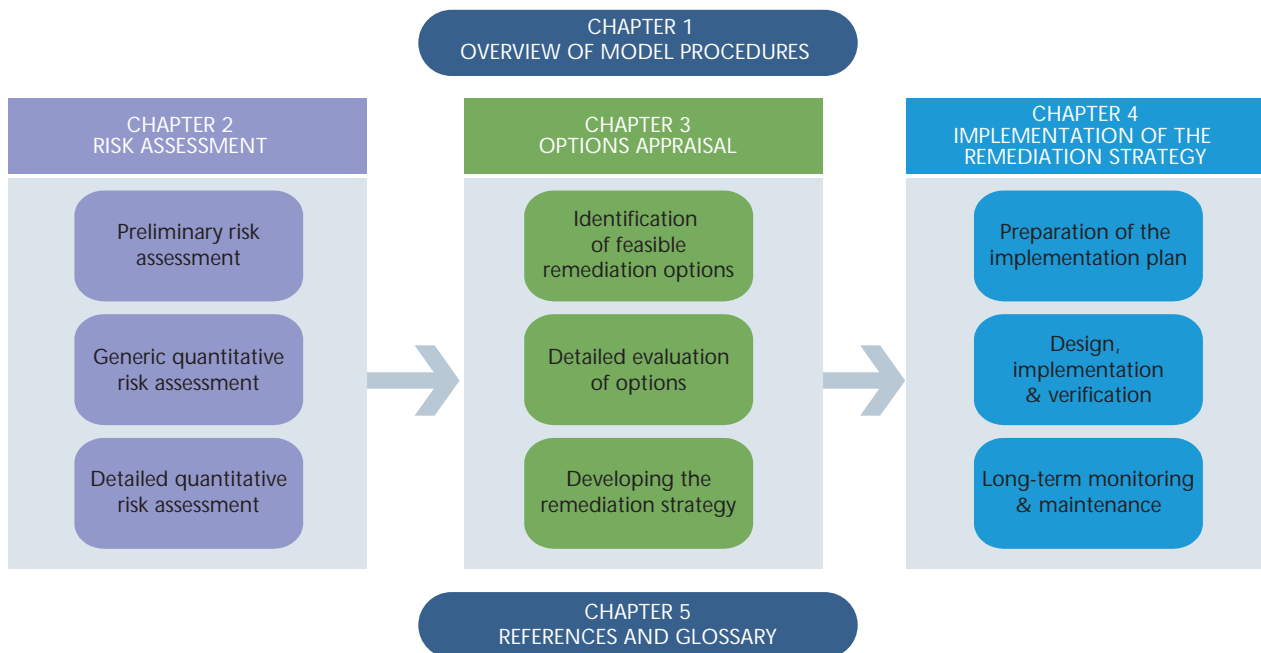 CHAPTER 1
OVERVIEW OF MODEL PROCEDURES
CHAPTER 2
RISK ASSESSMENT
Preliminary risk
assessment
Generic quantitative
risk assessment
Detailed quantitative
risk assessment
CHAPTER 3
OPTIONS APPRAISAL
Identification
of feasible
remediation options
Detailed evaluation
of options
Developing the
remediation strategy
CHAPTER 4
IMPLEMENTATION OF THE
REMEDIATION STRATEGY
Preparation of the
implementation plan
Design,
implementation
& verification
Long-term monitoring
& maintenance
CHAPTER 5
REFERENCES AND GLOSSARY